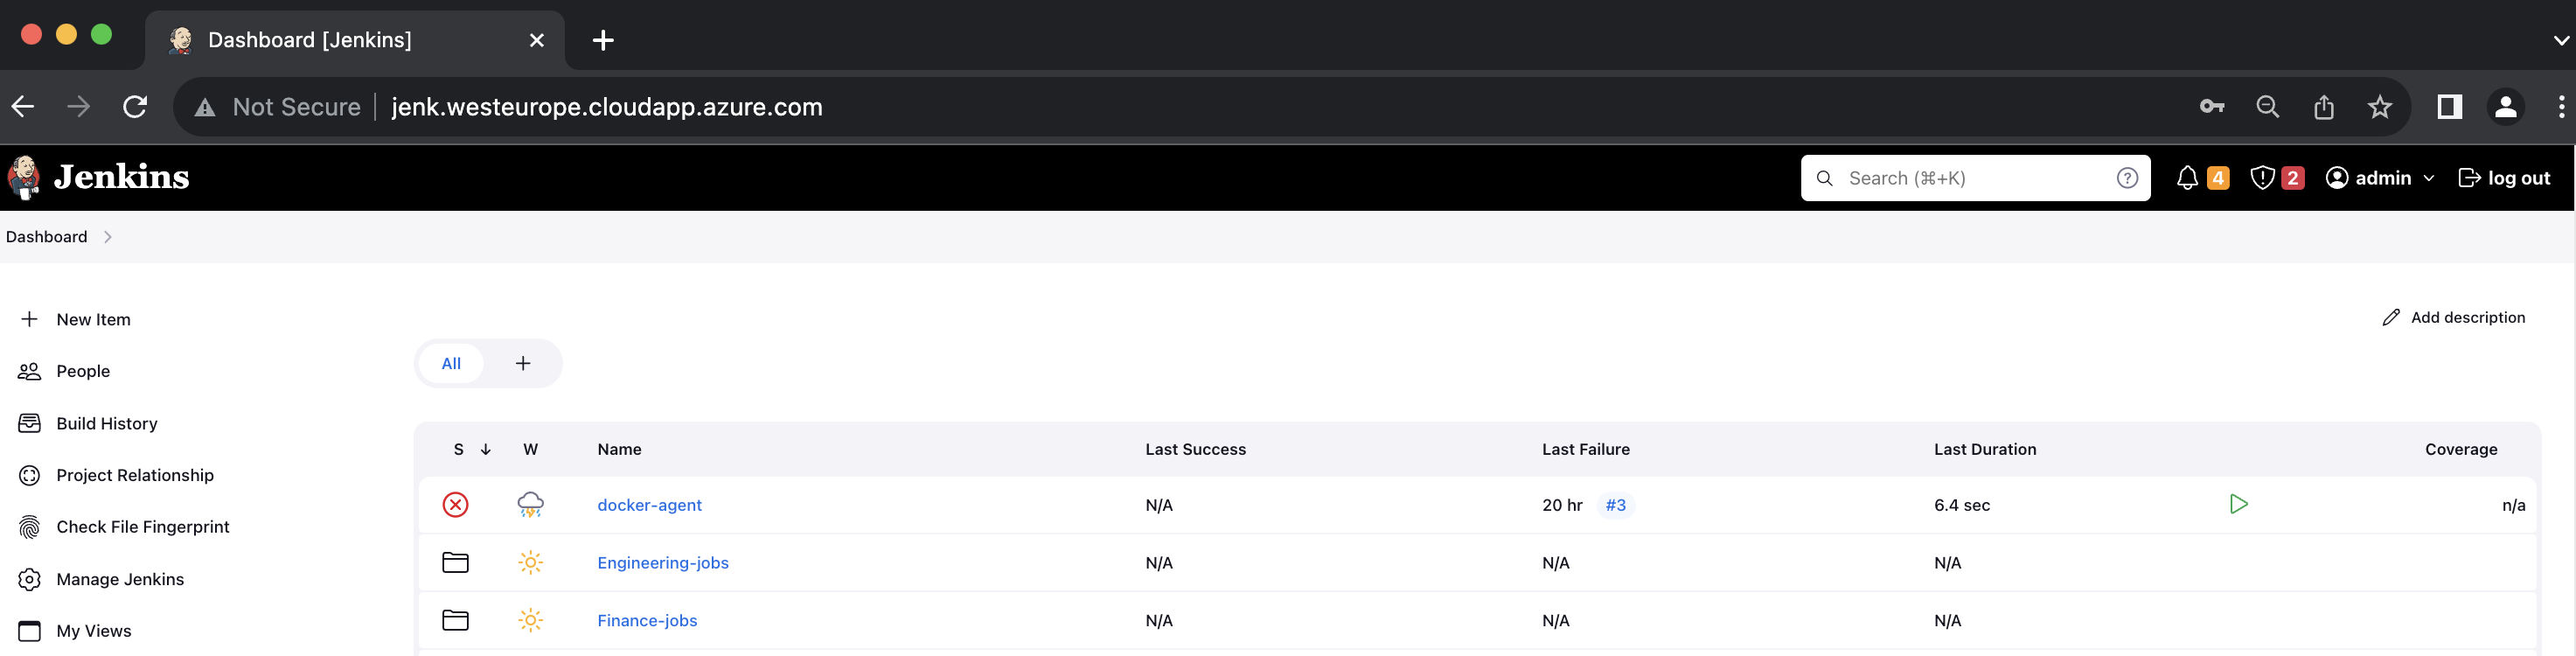 Dashboard [Jenkins]
Not Secure | jenk.westeurope.cloudapp.azure.com
Jenkins
Search (⌘+K)
4
2
admin
log out
Dashboard
New Item
People
Build History
Project Relationship
Check File Fingerprint
Manage Jenkins
My Views
Add description
All +
S ↓ W Name Last Success Last Failure Last Duration Coverage
docker-agent N/A 20 hr #3 6.4 sec n/a
Engineering-jobs N/A N/A N/A
Finance-jobs N/A N/A N/A